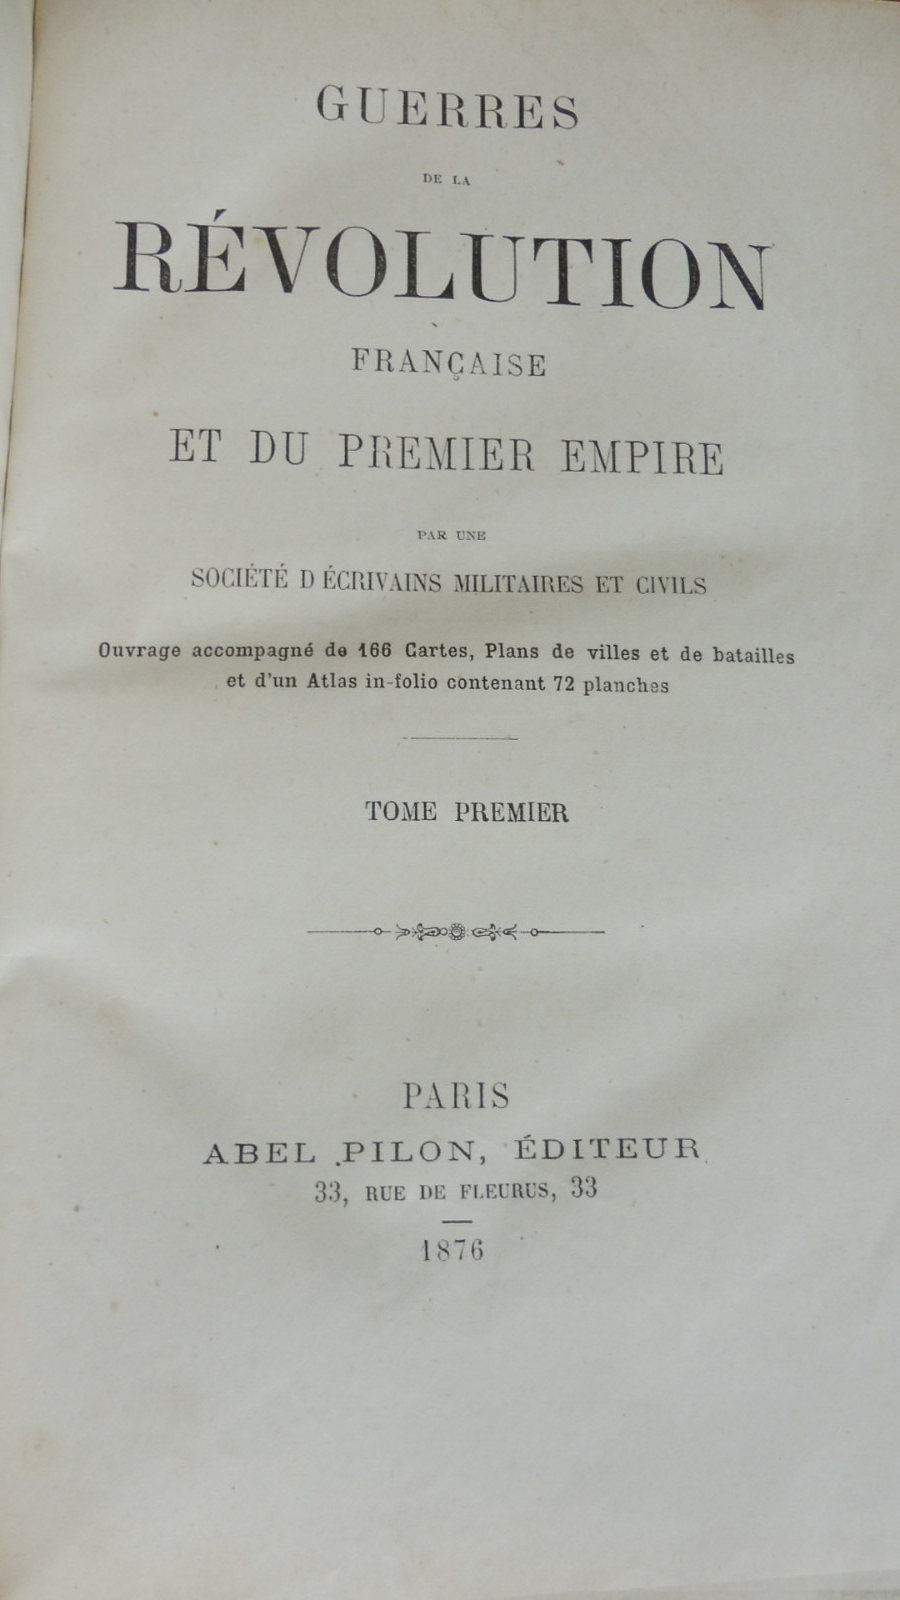 GUERRES
DE LA
RÉVOLUTION
FRANÇAISE
ET DU PREMIER EMPIRE
PAR UNE
SOCIÉTÉ D ÉCRIVAINS MILITAIRES ET CIVILS
Ouvrage accompagné de 166 Cartes, Plans de villes et de batailles
et d'un Atlas in-folio contenant 72 planches
TOME PREMIER
PARIS
ABEL PILON, ÉDITEUR
33, RUE DE FLEURUS, 33
1876